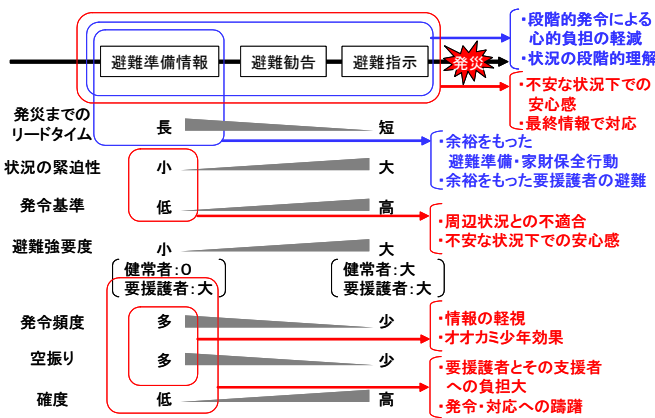 ・段階的発令による
心的負担の軽減
・状況の段階的理解
避難準備情報
避難勧告
避難指示
発災
・不安な状況下での
安心感
・最終情報で対応
発災までの
リードタイム
長
短
・余裕をもった
避難準備・家財保全行動
・余裕をもった要援護者の避難
状況の緊迫性
小
大
発令基準
低
高
・周辺状況との不適合
・不安な状況下での安心感
避難強要度
小
大
健常者:0
要援護者:大
健常者:大
要援護者:大
発令頻度
多
少
・情報の軽視
・オオカミ少年効果
空振り
多
少
・要援護者とその支援者
への負担大
・発令・対応への躊躇
確度
低
高